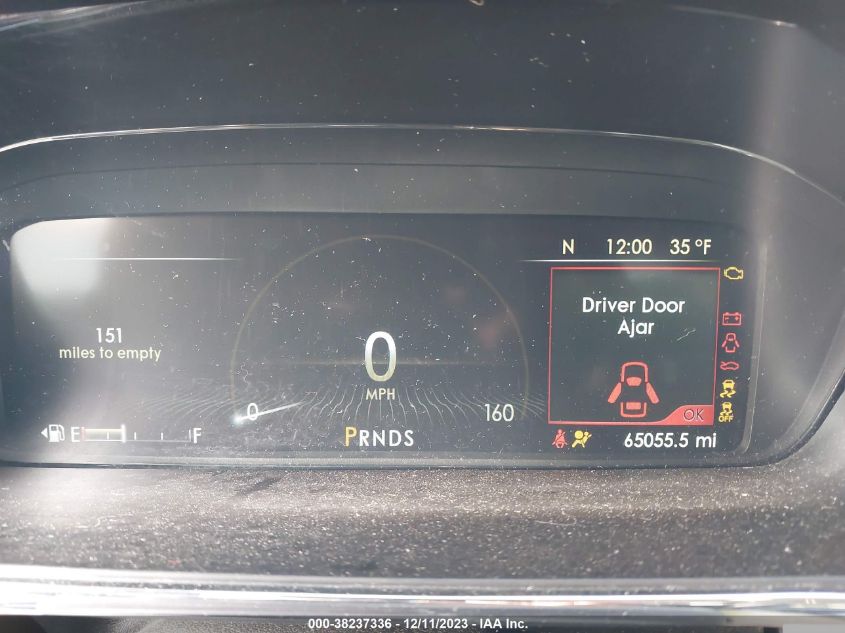 N 12:00 35 °F
Driver Door
Ajar
151
miles to empty
0
MPH
0
160
OK
OFF
E F
PRNDS
65055.5 mi
000-38237336 - 12/11/2023 - IAA Inc.